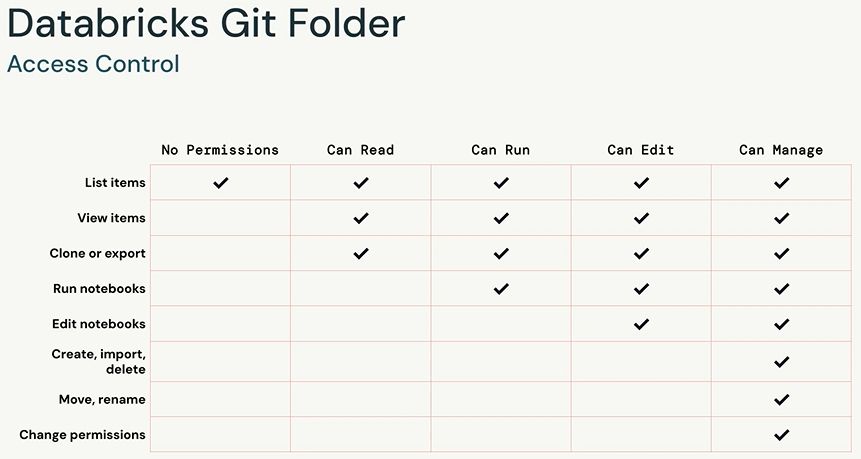 Databricks Git Folder
Access Control
No Permissions Can Read Can Run Can Edit Can Manage
List items ✓ ✓ ✓ ✓ ✓
View items ✓ ✓ ✓ ✓
Clone or export ✓ ✓ ✓ ✓
Run notebooks ✓ ✓ ✓
Edit notebooks ✓ ✓
Create, import,
delete ✓
Move, rename ✓
Change permissions ✓